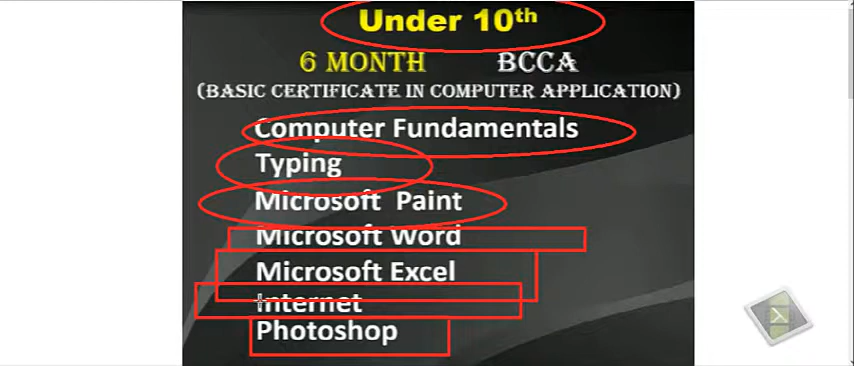 Under 10th
6 MONTH BCCA
(BASIC CERTIFICATE IN COMPUTER APPLICATION)
Computer Fundamentals
Typing
Microsoft Paint
Microsoft Word
Microsoft Excel
Internet
Photoshop